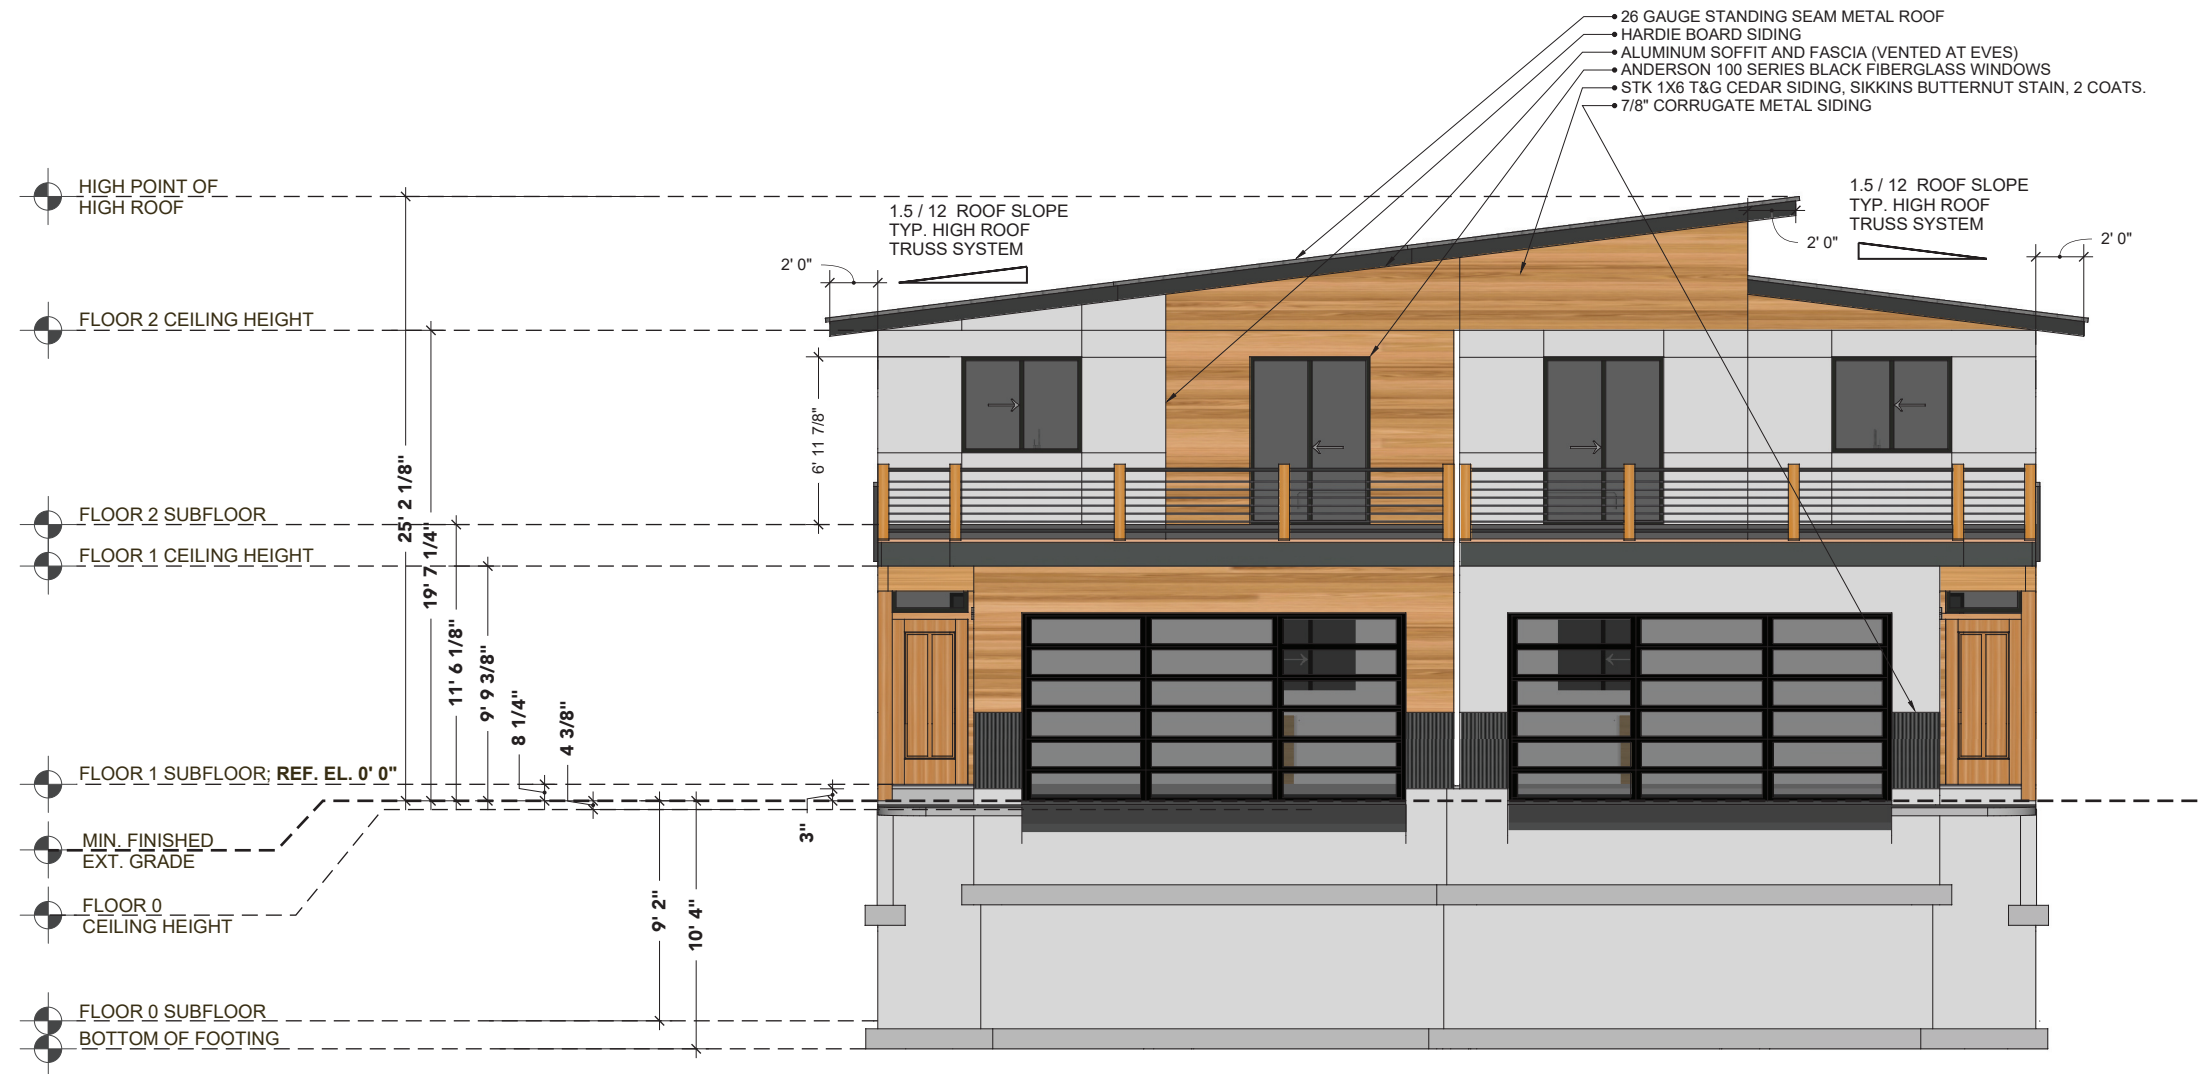 26 GAUGE STANDING SEAM METAL ROOF
HARDIE BOARD SIDING
ALUMINUM SOFFIT AND FASCIA (VENTED AT EVES)
ANDERSON 100 SERIES BLACK FIBERGLASS WINDOWS
STK 1X6 T&G CEDAR SIDING, SIKKINS BUTTERNUT STAIN, 2 COATS.
7/8" CORRUGATE METAL SIDING
HIGH POINT OF
HIGH ROOF
1.5 / 12 ROOF SLOPE
TYP. HIGH ROOF
TRUSS SYSTEM
2' 0"
1.5 / 12 ROOF SLOPE
TYP. HIGH ROOF
TRUSS SYSTEM
2' 0"
2' 0"
FLOOR 2 CEILING HEIGHT
6' 11 7/8"
25' 2 1/8"
FLOOR 2 SUBFLOOR
FLOOR 1 CEILING HEIGHT
19' 7 1/4"
11' 6 1/8"
9' 9 3/8"
8 1/4"
4 3/8"
FLOOR 1 SUBFLOOR; REF. EL. 0' 0"
3"
MIN. FINISHED
EXT. GRADE
FLOOR 0
CEILING HEIGHT
9' 2"
10' 4"
FLOOR 0 SUBFLOOR
BOTTOM OF FOOTING